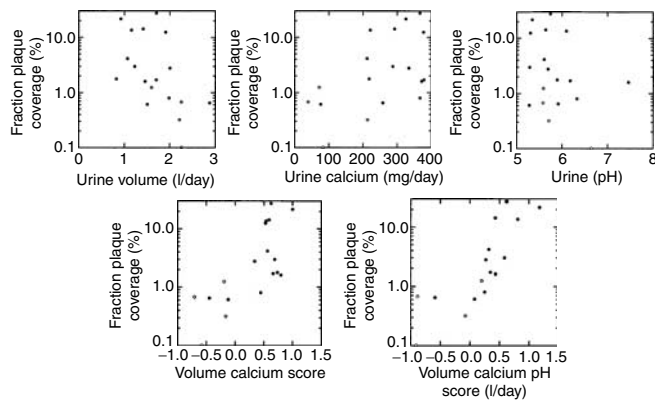 Fraction plaque
coverage (%)
10.0
1.0
0.1
0 1 2 3
Urine volume (l/day)
Fraction plaque
coverage (%)
10.0
1.0
0.1
0 100 200 300 400
Urine calcium (mg/day)
Fraction plaque
coverage (%)
10.0
1.0
0.1
5 6 7 8
Urine (pH)
Fraction plaque
coverage (%)
10.0
1.0
0.1
−1.0 −0.5 0.0 0.5 1.0 1.5
Volume calcium score
Fraction plaque
coverage (%)
10.0
1.0
0.1
−1.0 −0.5 0.0 0.5 1.0 1.5
Volume calcium pH
score (l/day)